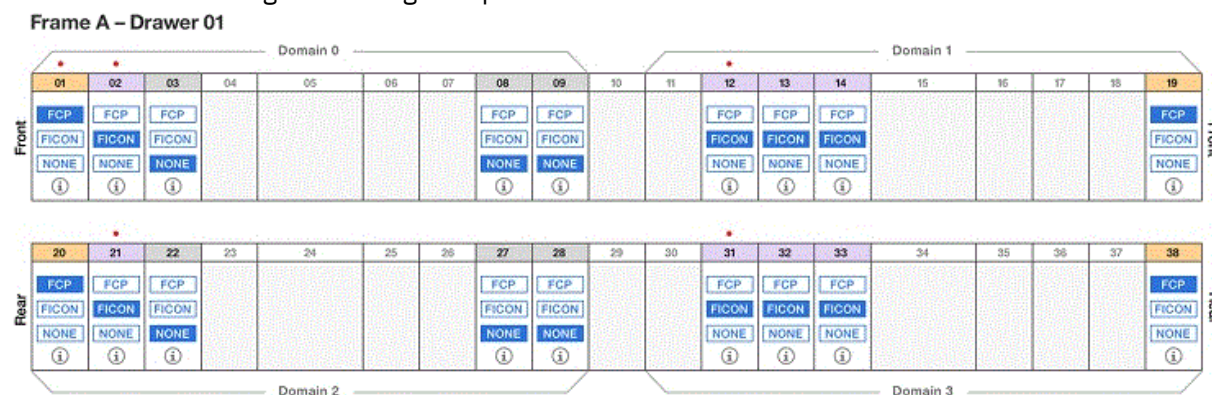 Frame A – Drawer 01
Domain 0 Domain 1
01 02 03 04 05 06 07 08 09 10 11 12 13 14 15 16 17 18 19
Front
FCP FCP FCP FCP FCP FCP FCP FCP FCP
FICON FICON FICON FICON FICON FICON FICON FICON FICON
NONE NONE NONE NONE NONE NONE NONE NONE NONE
20 21 22 23 24 25 26 27 28 29 30 31 32 33 34 35 36 37 38
Rear
FCP FCP FCP FCP FCP FCP FCP FCP FCP
FICON FICON FICON FICON FICON FICON FICON FICON FICON
NONE NONE NONE NONE NONE NONE NONE NONE NONE
Domain 2 Domain 3